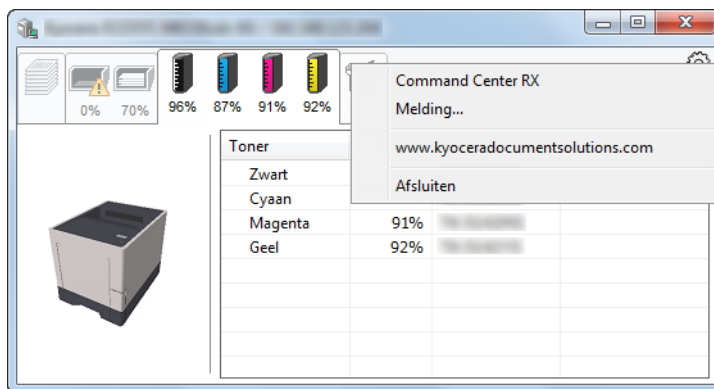 0% 70% 96% 87% 91% 92%
Command Center RX
Melding...
www.kyoceradocumentsolutions.com
Afsluiten
Toner
Zwart
Cyaan
Magenta 91%
Geel 92%